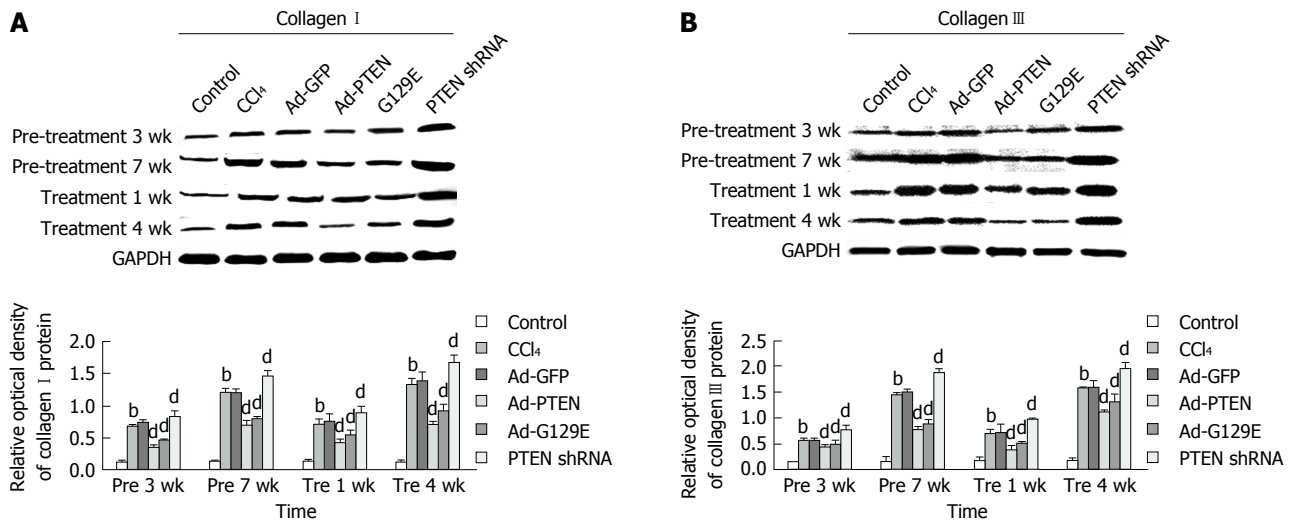 A
Collagen Ⅰ
Control CCl₄ Ad-GFP Ad-PTEN G129E PTEN shRNA
Pre-treatment 3 wk
Pre-treatment 7 wk
Treatment 1 wk
Treatment 4 wk
GAPDH
Relative optical density
of collagen Ⅰ protein
2.0
1.5
1.0
0.5
0.0
b d d d
b d d d
b d d d
b d d d
Pre 3 wk Pre 7 wk Tre 1 wk Tre 4 wk
Time
Control
CCl₄
Ad-GFP
Ad-PTEN
Ad-G129E
PTEN shRNA
B
Collagen Ⅲ
Control CCl₄ Ad-GFP Ad-PTEN G129E PTEN shRNA
Pre-treatment 3 wk
Pre-treatment 7 wk
Treatment 1 wk
Treatment 4 wk
GAPDH
Relative optical density
of collagen Ⅲ protein
2.5
2.0
1.5
1.0
0.5
0.0
b d d d
b d d d
b d d d
b d d d
Pre 3 wk Pre 7 wk Tre 1 wk Tre 4 wk
Time
Control
CCl₄
Ad-GFP
Ad-PTEN
Ad-G129E
PTEN shRNA